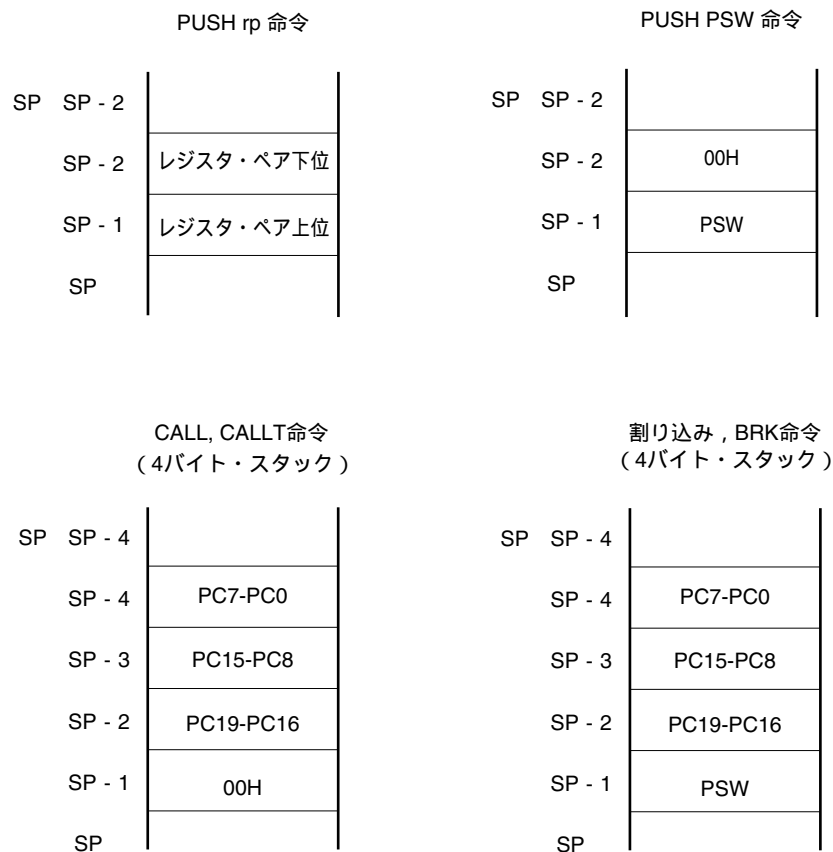 PUSH rp 命令
SP SP - 2
SP - 2 レジスタ・ペア下位
SP - 1 レジスタ・ペア上位
SP
PUSH PSW 命令
SP SP - 2
SP - 2 00H
SP - 1 PSW
SP
CALL, CALLT命令
（4バイト・スタック）
SP SP - 4
SP - 4 PC7-PC0
SP - 3 PC15-PC8
SP - 2 PC19-PC16
SP - 1 00H
SP
割り込み，BRK命令
（4バイト・スタック）
SP SP - 4
SP - 4 PC7-PC0
SP - 3 PC15-PC8
SP - 2 PC19-PC16
SP - 1 PSW
SP